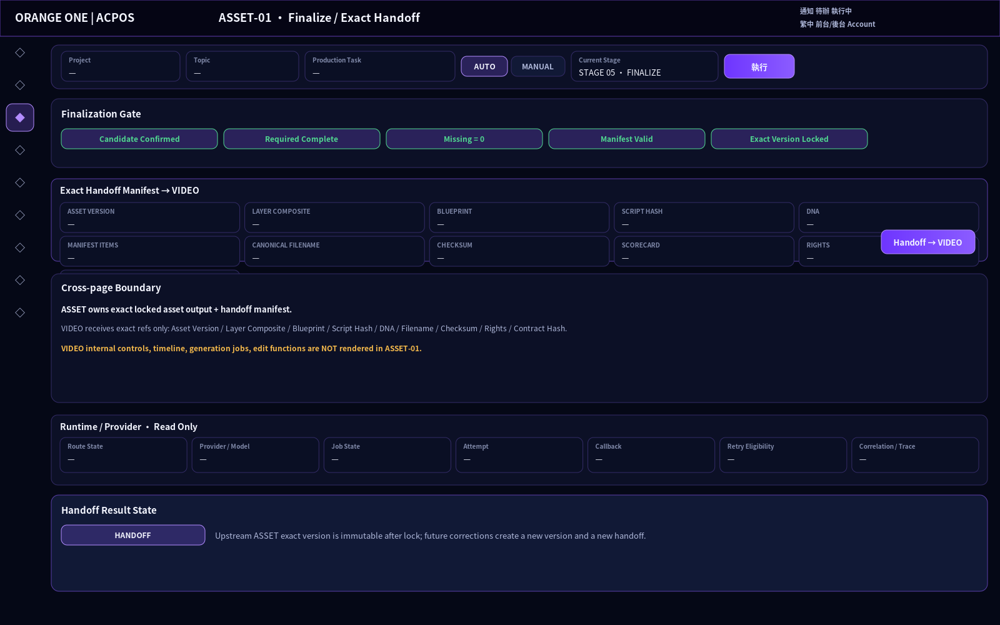 ORANGE ONE | ACPOS
ASSET-01 • Finalize / Exact Handoff
通知 待辦 執行中
繁中 前台/後台 Account
Project
—
Topic
—
Production Task
—
AUTO
MANUAL
Current Stage
STAGE 05 • FINALIZE
執行
Finalization Gate
Candidate Confirmed
Required Complete
Missing = 0
Manifest Valid
Exact Version Locked
Exact Handoff Manifest → VIDEO
ASSET VERSION
—
LAYER COMPOSITE
—
BLUEPRINT
—
SCRIPT HASH
—
DNA
—
MANIFEST ITEMS
—
CANONICAL FILENAME
—
CHECKSUM
—
SCORECARD
—
RIGHTS
—
Handoff → VIDEO
Cross-page Boundary
ASSET owns exact locked asset output + handoff manifest.
VIDEO receives exact refs only: Asset Version / Layer Composite / Blueprint / Script Hash / DNA / Filename / Checksum / Rights / Contract Hash.
VIDEO internal controls, timeline, generation jobs, edit functions are NOT rendered in ASSET-01.
Runtime / Provider • Read Only
Route State
—
Provider / Model
—
Job State
—
Attempt
—
Callback
—
Retry Eligibility
—
Correlation / Trace
—
Handoff Result State
HANDOFF
Upstream ASSET exact version is immutable after lock; future corrections create a new version and a new handoff.